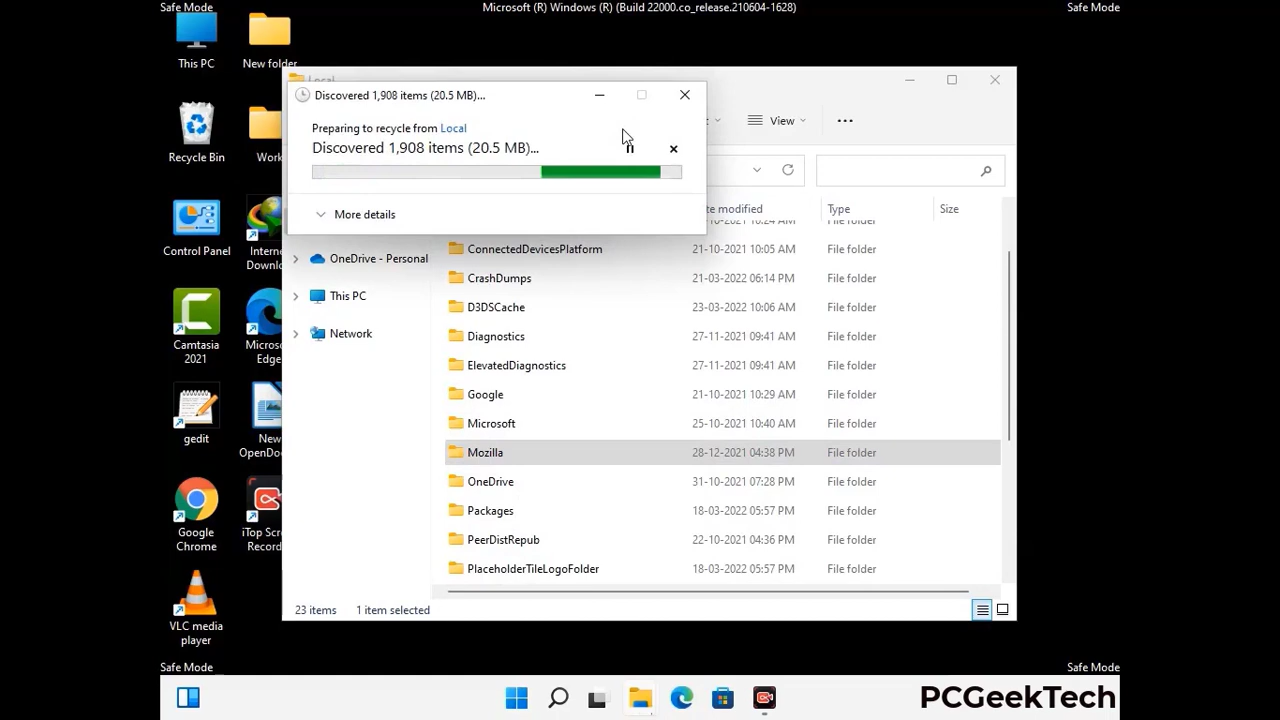 Safe Mode
Microsoft (R) Windows (R) (Build 22000.co_release.210604-1628)
Safe Mode
This PC
New folder
Recycle Bin
Work
Control Panel
Internet
Downlo
Camtasia
2021
Micros
Edge
gedit
New
OpenDoc
Google
Chrome
iTop Scre
Record
VLC media
player
Local
Discovered 1,908 items (20.5 MB)...
Preparing to recycle from Local
Discovered 1,908 items (20.5 MB)...
More details
View
Type
Size
OneDrive - Personal
This PC
Network
File folder
ConnectedDevicesPlatform 21-10-2021 10:05 AM File folder
CrashDumps 21-03-2022 06:14 PM File folder
D3DSCache 23-03-2022 10:06 AM File folder
Diagnostics 27-11-2021 09:41 AM File folder
ElevatedDiagnostics 27-11-2021 09:41 AM File folder
Google 21-10-2021 10:29 AM File folder
Microsoft 25-10-2021 10:40 AM File folder
Mozilla 28-12-2021 04:38 PM File folder
OneDrive 31-10-2021 07:28 PM File folder
Packages 18-03-2022 05:57 PM File folder
PeerDistRepub 22-10-2021 04:36 PM File folder
PlaceholderTileLogoFolder 18-03-2022 05:57 PM File folder
23 items 1 item selected
Safe Mode
Safe Mode
PCGeekTech